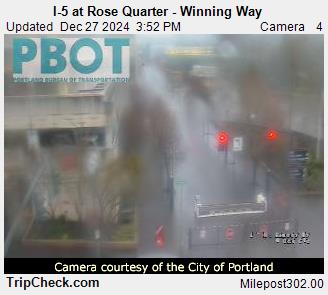 I-5 at Rose Quarter - Winning Way
Updated Dec 27 2024 3:52 PM Camera 4
PBOT
PORTLAND BUREAU OF TRANSPORTATION
Camera courtesy of the City of Portland
TripCheck.com Milepost302.00